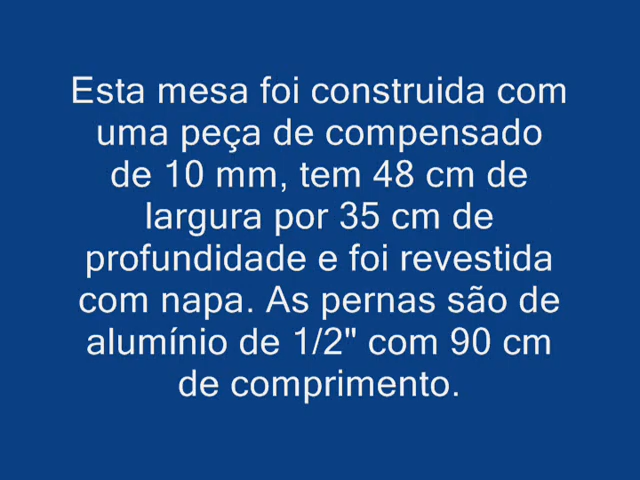 Esta mesa foi construida com
uma peça de compensado
de 10 mm, tem 48 cm de
largura por 35 cm de
profundidade e foi revestida
com napa. As pernas são de
alumínio de 1/2" com 90 cm
de comprimento.